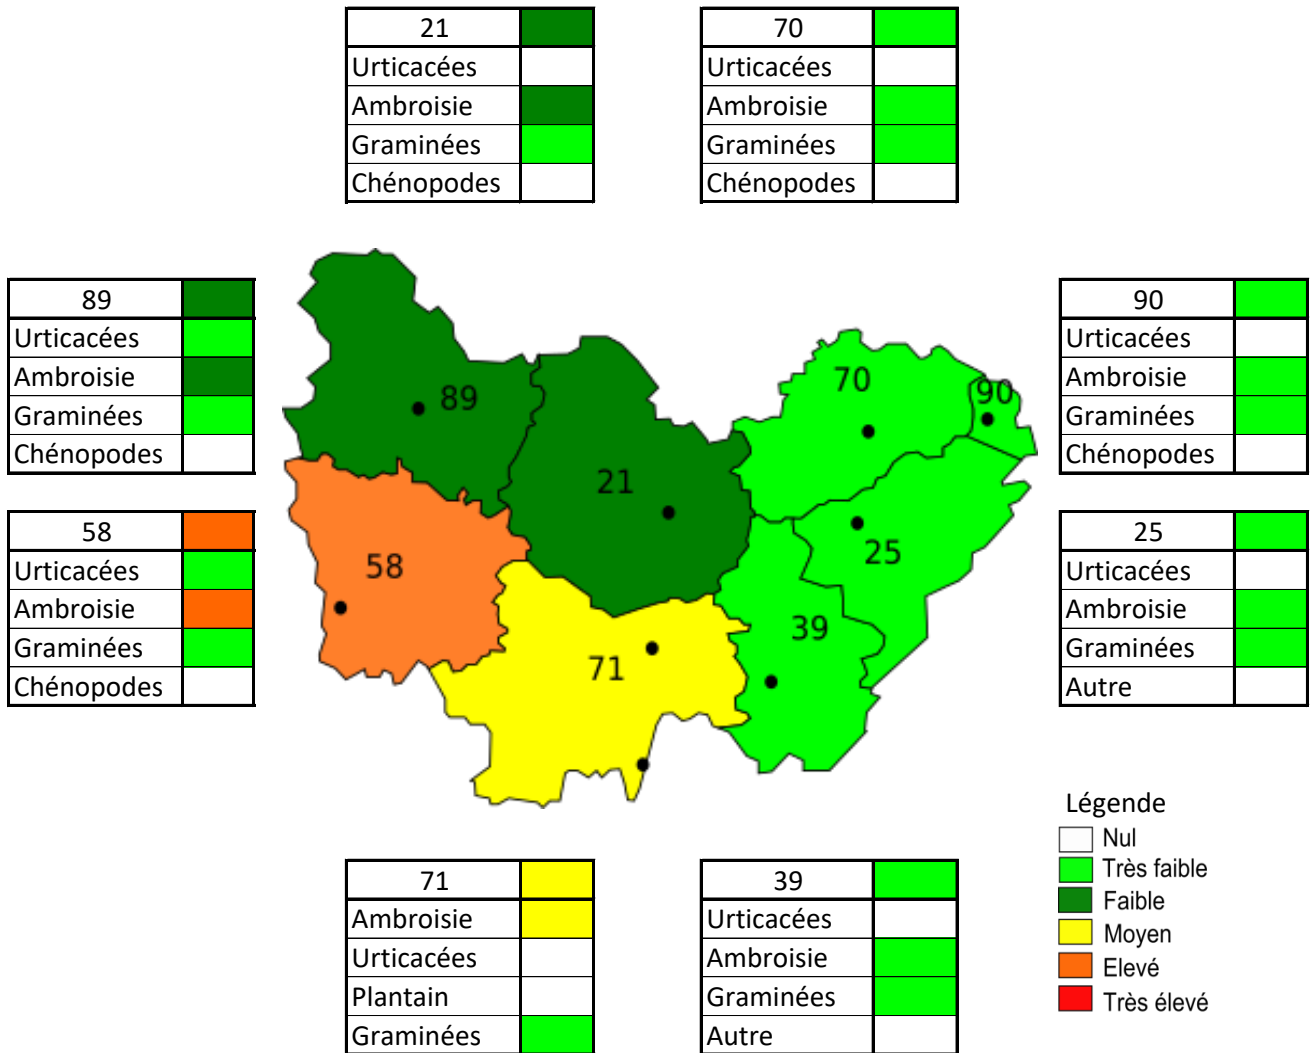 21
Urticacées
Ambroisie
Graminées
Chénopodes
70
Urticacées
Ambroisie
Graminées
Chénopodes
89
Urticacées
Ambroisie
Graminées
Chénopodes
58
Urticacées
Ambroisie
Graminées
Chénopodes
89
70
90
21
58
25
39
71
90
Urticacées
Ambroisie
Graminées
Chénopodes
25
Urticacées
Ambroisie
Graminées
Autre
71
Ambroisie
Urticacées
Plantain
Graminées
39
Urticacées
Ambroisie
Graminées
Autre
Légende
Nul
Très faible
Faible
Moyen
Elevé
Très élevé